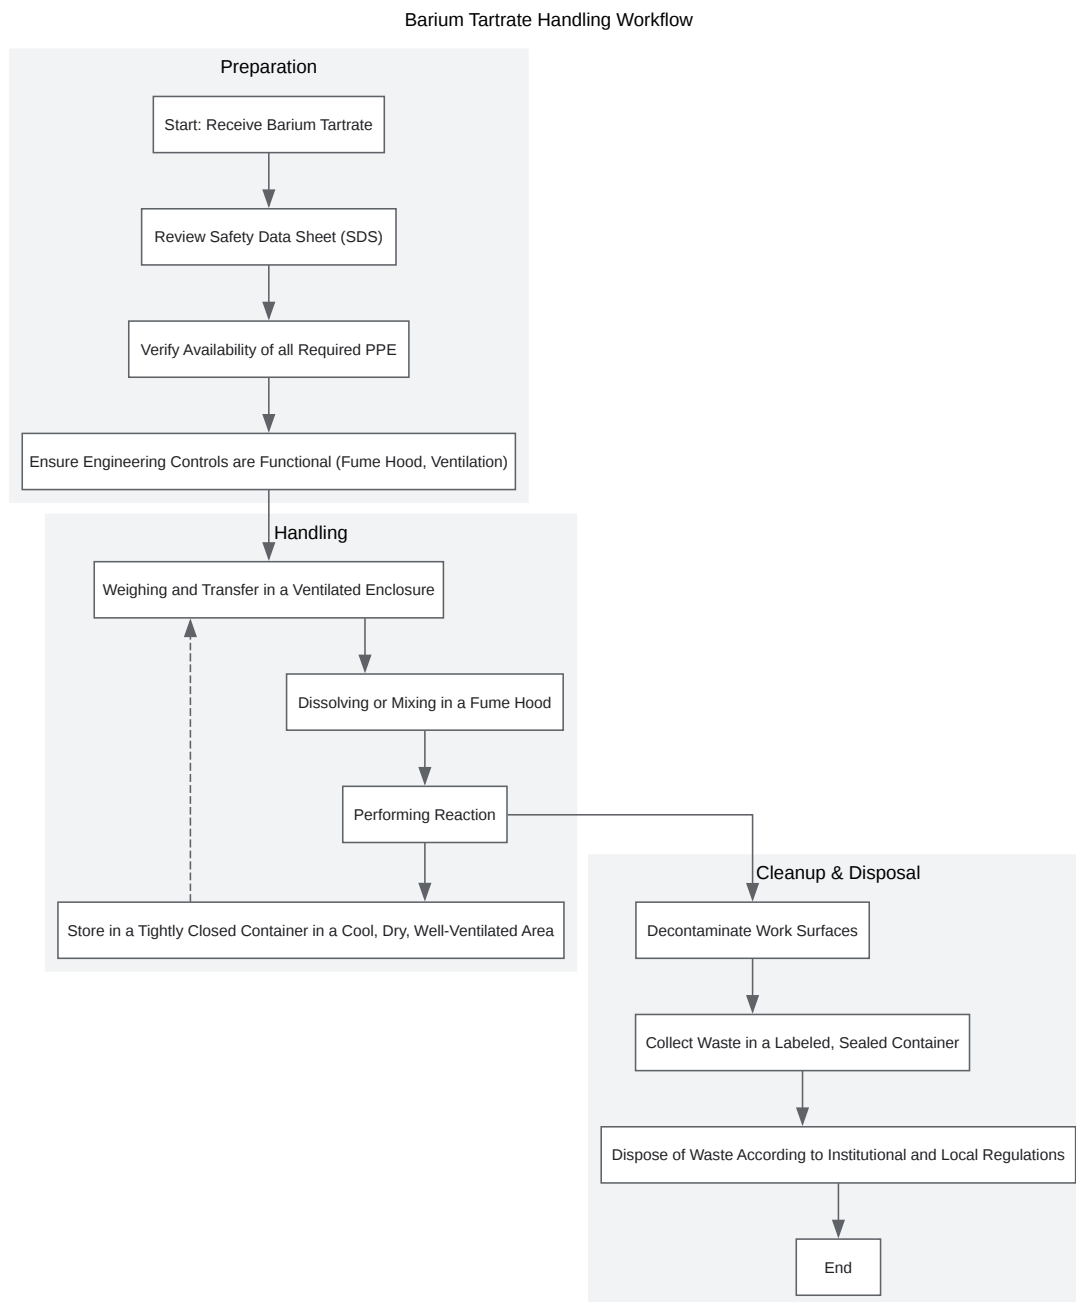 Barium Tartrate Handling Workflow
Preparation
Start: Receive Barium Tartrate
Review Safety Data Sheet (SDS)
Verify Availability of all Required PPE
Ensure Engineering Controls are Functional (Fume Hood, Ventilation)
Handling
Weighing and Transfer in a Ventilated Enclosure
Dissolving or Mixing in a Fume Hood
Performing Reaction
Store in a Tightly Closed Container in a Cool, Dry, Well-Ventilated Area
Cleanup & Disposal
Decontaminate Work Surfaces
Collect Waste in a Labeled, Sealed Container
Dispose of Waste According to Institutional and Local Regulations
End